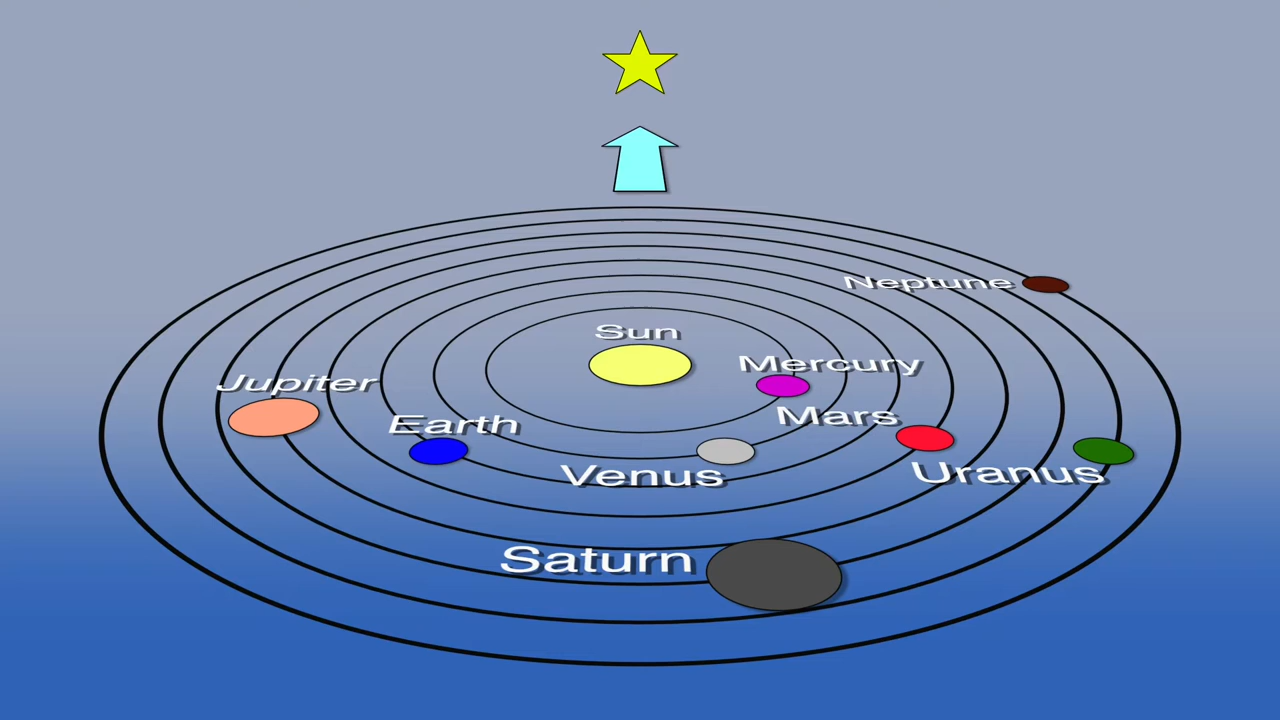 Neptune
Sun
Mercury
Jupiter
Mars
Earth
Venus
Uranus
Saturn